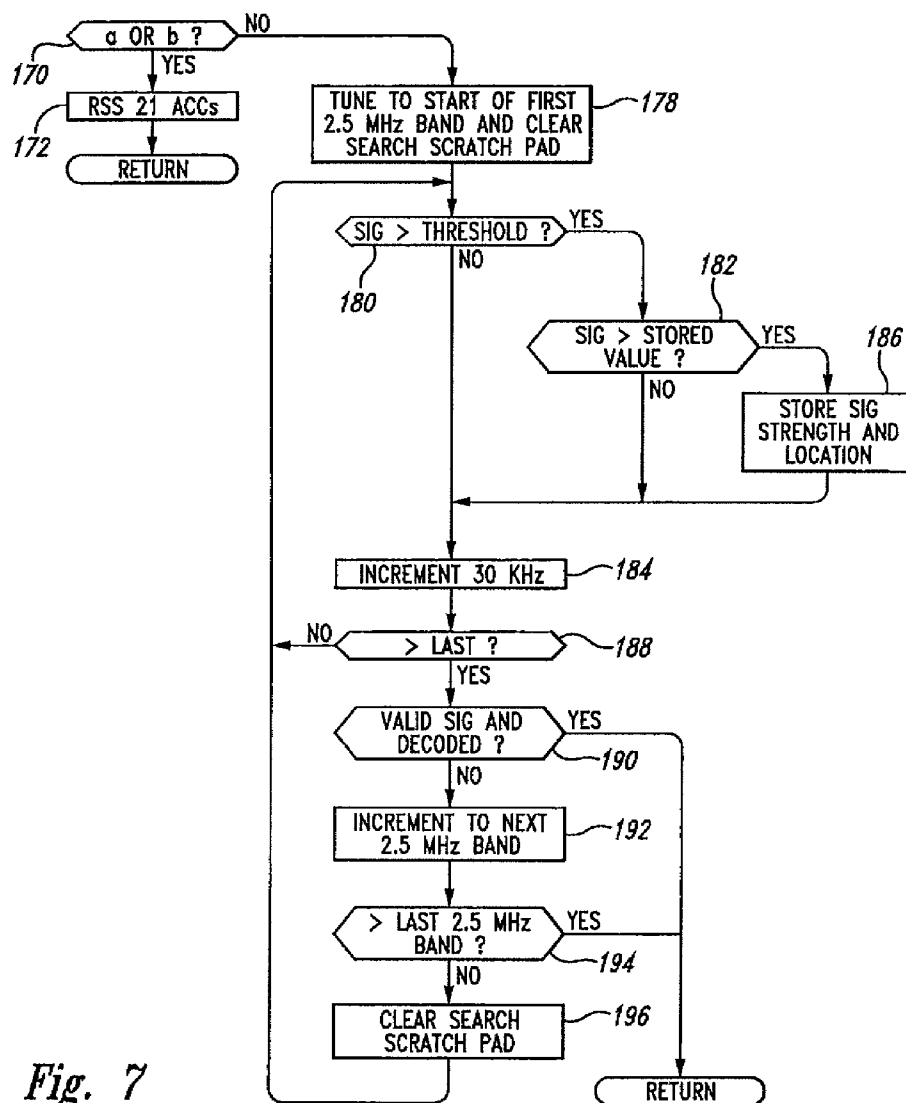 a OR b ?
NO
170
YES
RSS 21 ACCs
172
RETURN
TUNE TO START OF FIRST
2.5 MHz BAND AND CLEAR
SEARCH SCRATCH PAD
178
SIG > THRESHOLD ?
YES
180
NO
182
SIG > STORED
VALUE ?
YES
NO
186
STORE SIG
STRENGTH AND
LOCATION
INCREMENT 30 KHz
184
NO
> LAST ?
188
YES
VALID SIG AND
DECODED ?
YES
190
NO
INCREMENT TO NEXT
2.5 MHz BAND
192
> LAST 2.5 MHz
BAND ?
YES
194
NO
CLEAR SEARCH
SCRATCH PAD
196
RETURN
Fig. 7